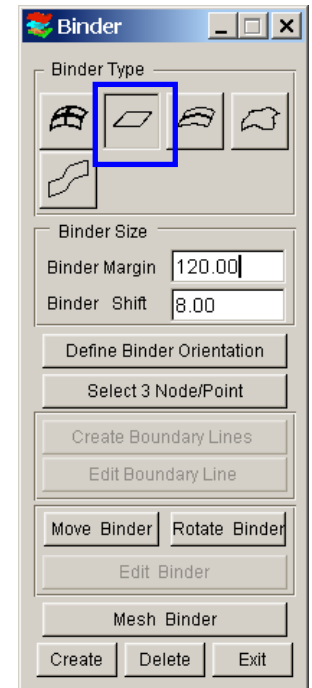 Binder
Binder Type
Binder Size
Binder Margin 120.00
Binder Shift 8.00
Define Binder Orientation
Select 3 Node/Point
Create Boundary Lines
Edit Boundary Line
Move Binder Rotate Binder
Edit Binder
Mesh Binder
Create Delete Exit